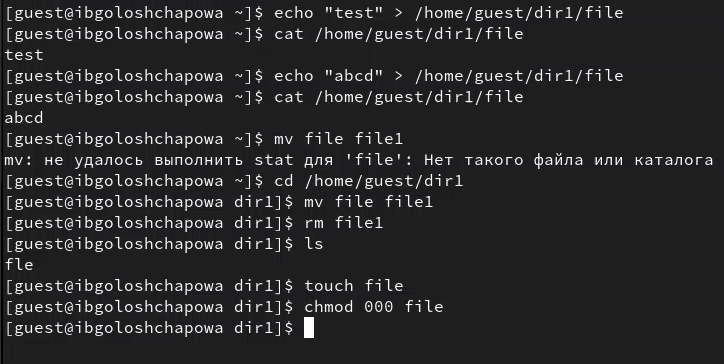 [guest@ibgoloshchapowa ~]$ echo "test" > /home/guest/dir1/file
[guest@ibgoloshchapowa ~]$ cat /home/guest/dir1/file
test
[guest@ibgoloshchapowa ~]$ echo "abcd" > /home/guest/dir1/file
[guest@ibgoloshchapowa ~]$ cat /home/guest/dir1/file
abcd
[guest@ibgoloshchapowa ~]$ mv file file1
mv: не удалось выполнить stat для 'file': Нет такого файла или каталога
[guest@ibgoloshchapowa ~]$ cd /home/guest/dir1
[guest@ibgoloshchapowa dir1]$ mv file file1
[guest@ibgoloshchapowa dir1]$ rm file1
[guest@ibgoloshchapowa dir1]$ ls
fle
[guest@ibgoloshchapowa dir1]$ touch file
[guest@ibgoloshchapowa dir1]$ chmod 000 file
[guest@ibgoloshchapowa dir1]$